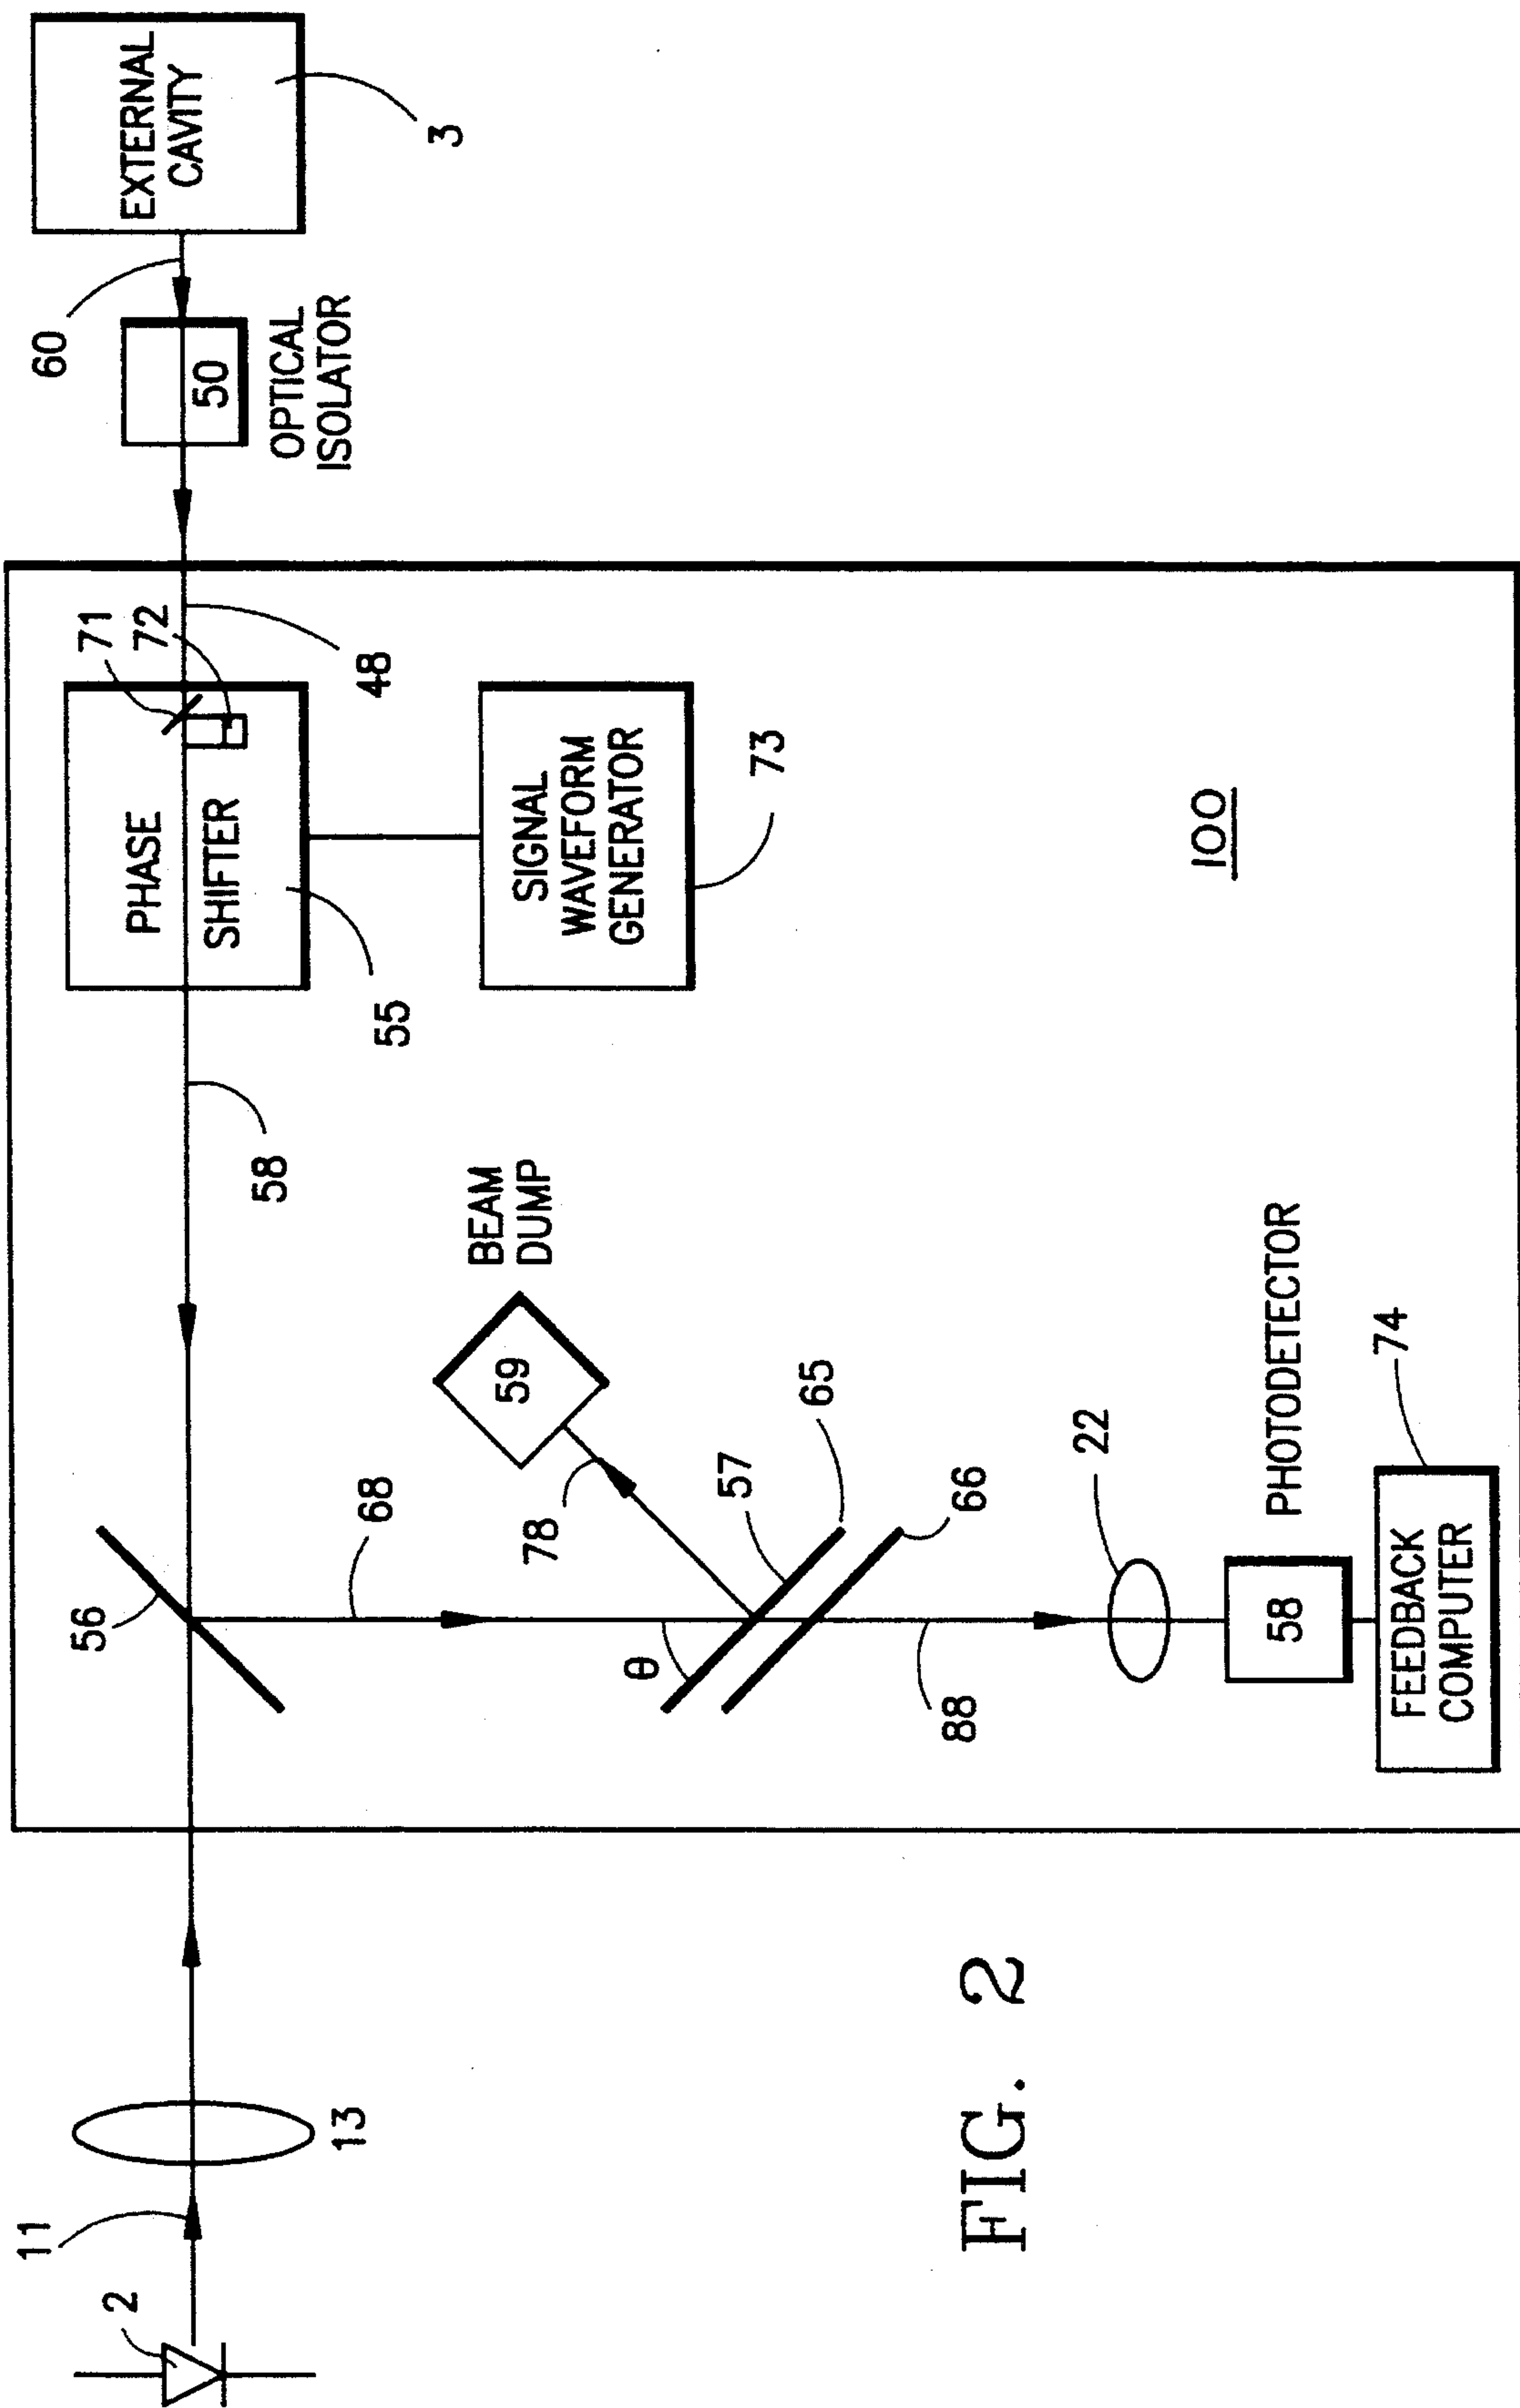 2
11
13
56
68
θ
78
BEAM
DUMP
59
57
65
66
88
22
58
PHOTODETECTOR
FEEDBACK
COMPUTER
74
58
PHASE
SHIFTER
55
71
72
48
SIGNAL
WAVEFORM
GENERATOR
73
100
60
50
OPTICAL
ISOLATOR
EXTERNAL
CAVITY
3
FIG. 2